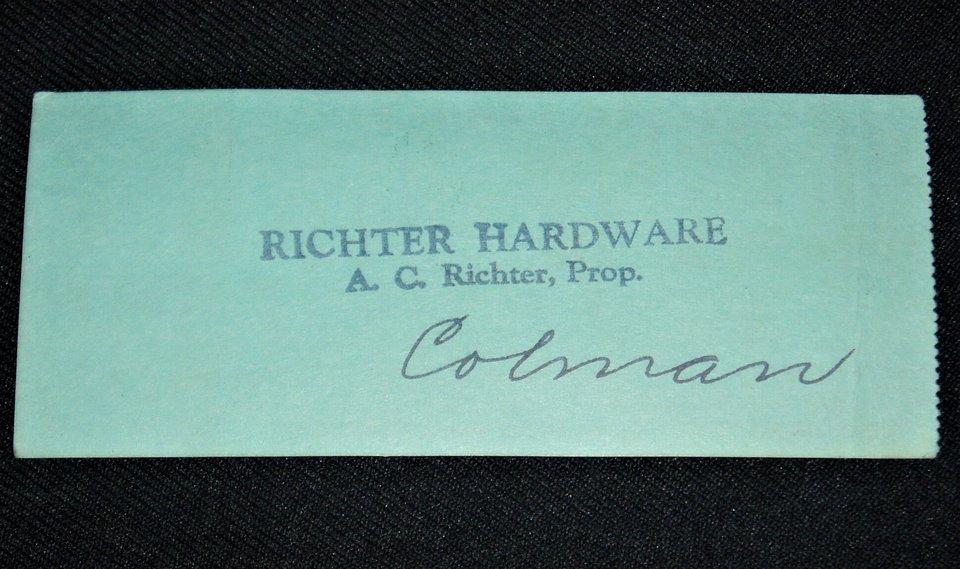 RICHTER HARDWARE
A. C. Richter, Prop.
Colman